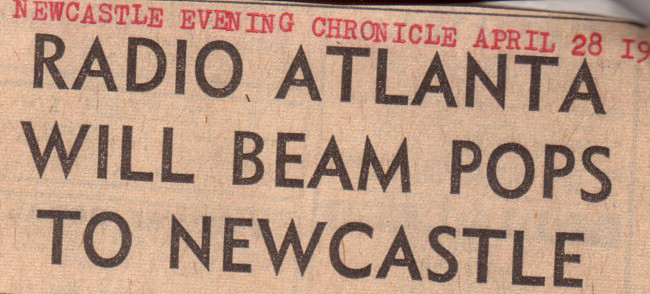 NEWCASTLE EVENING CHRONICLE APRIL 28 19
RADIO ATLANTA
WILL BEAM POPS
TO NEWCASTLE